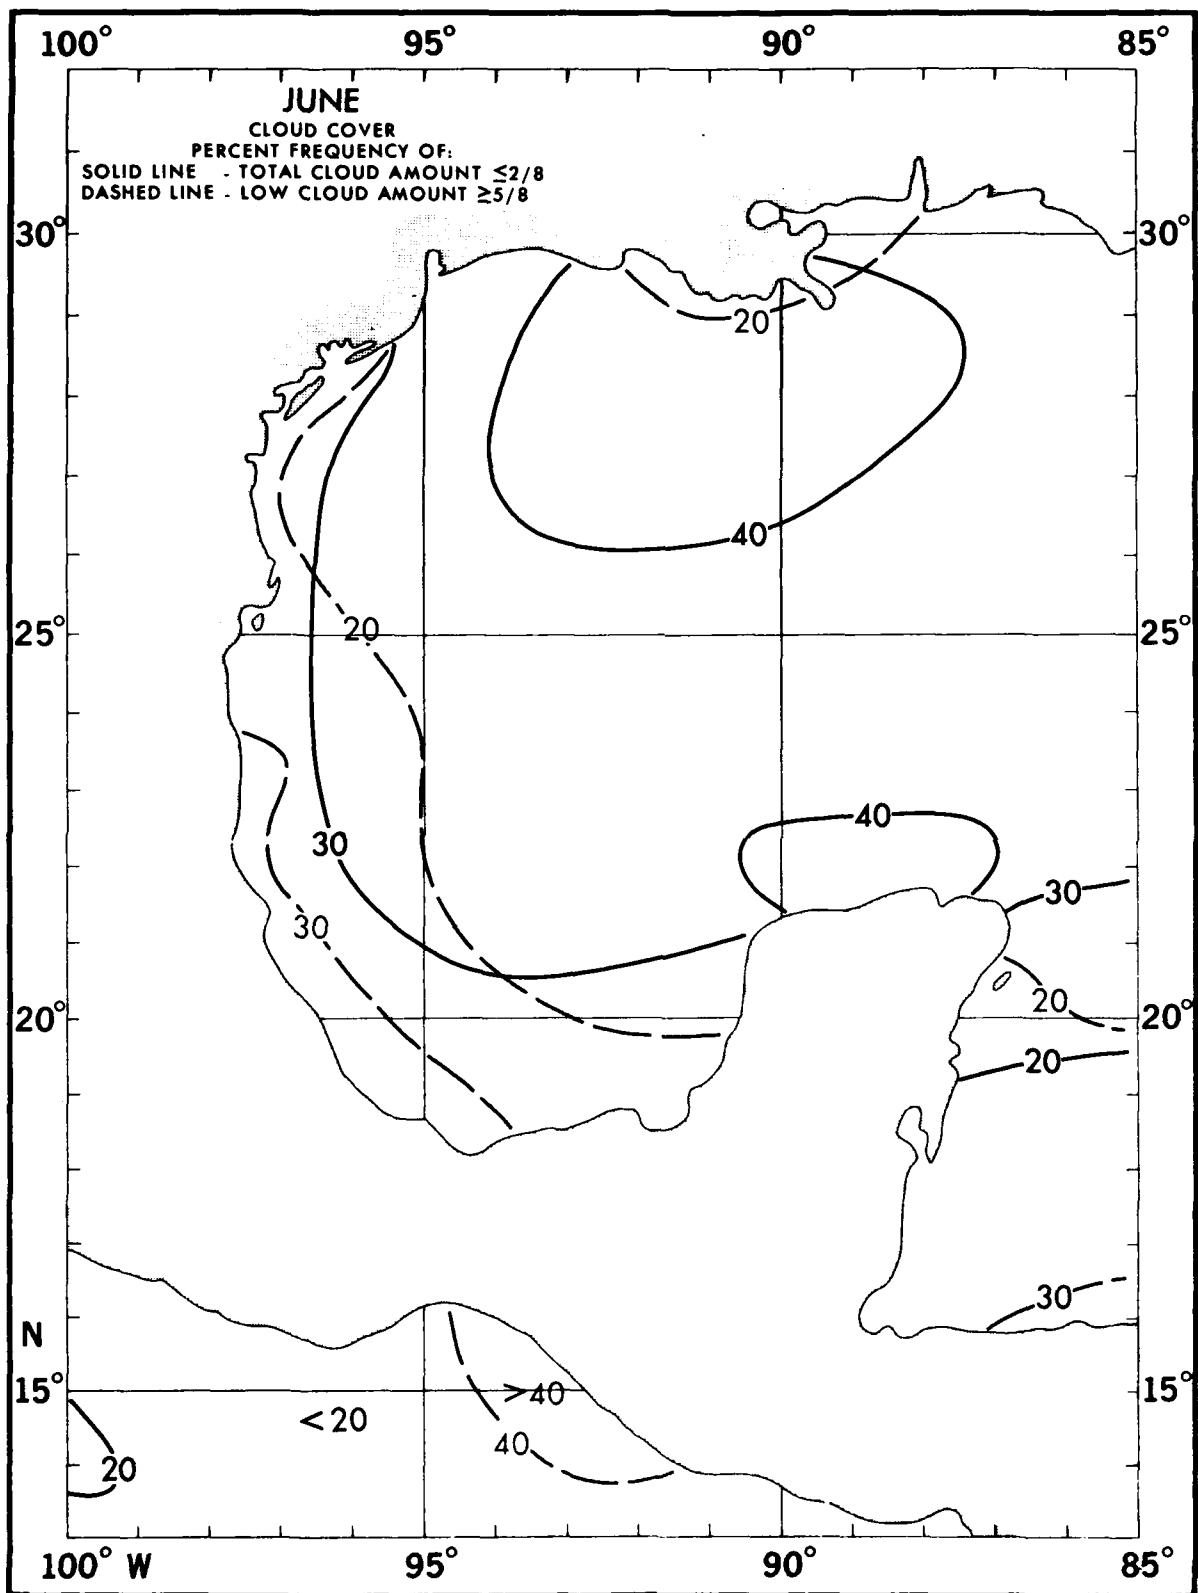 100° 95° 90° 85°
JUNE
CLOUD COVER
PERCENT FREQUENCY OF:
SOLID LINE - TOTAL CLOUD AMOUNT ≤2/8
DASHED LINE - LOW CLOUD AMOUNT ≥5/8
30° 30°
20
40
25° 20 25°
40
30
30
30
20
20° 20°
20
30
N
15° >40 15°
<20
40
20
100° W 95° 90° 85°